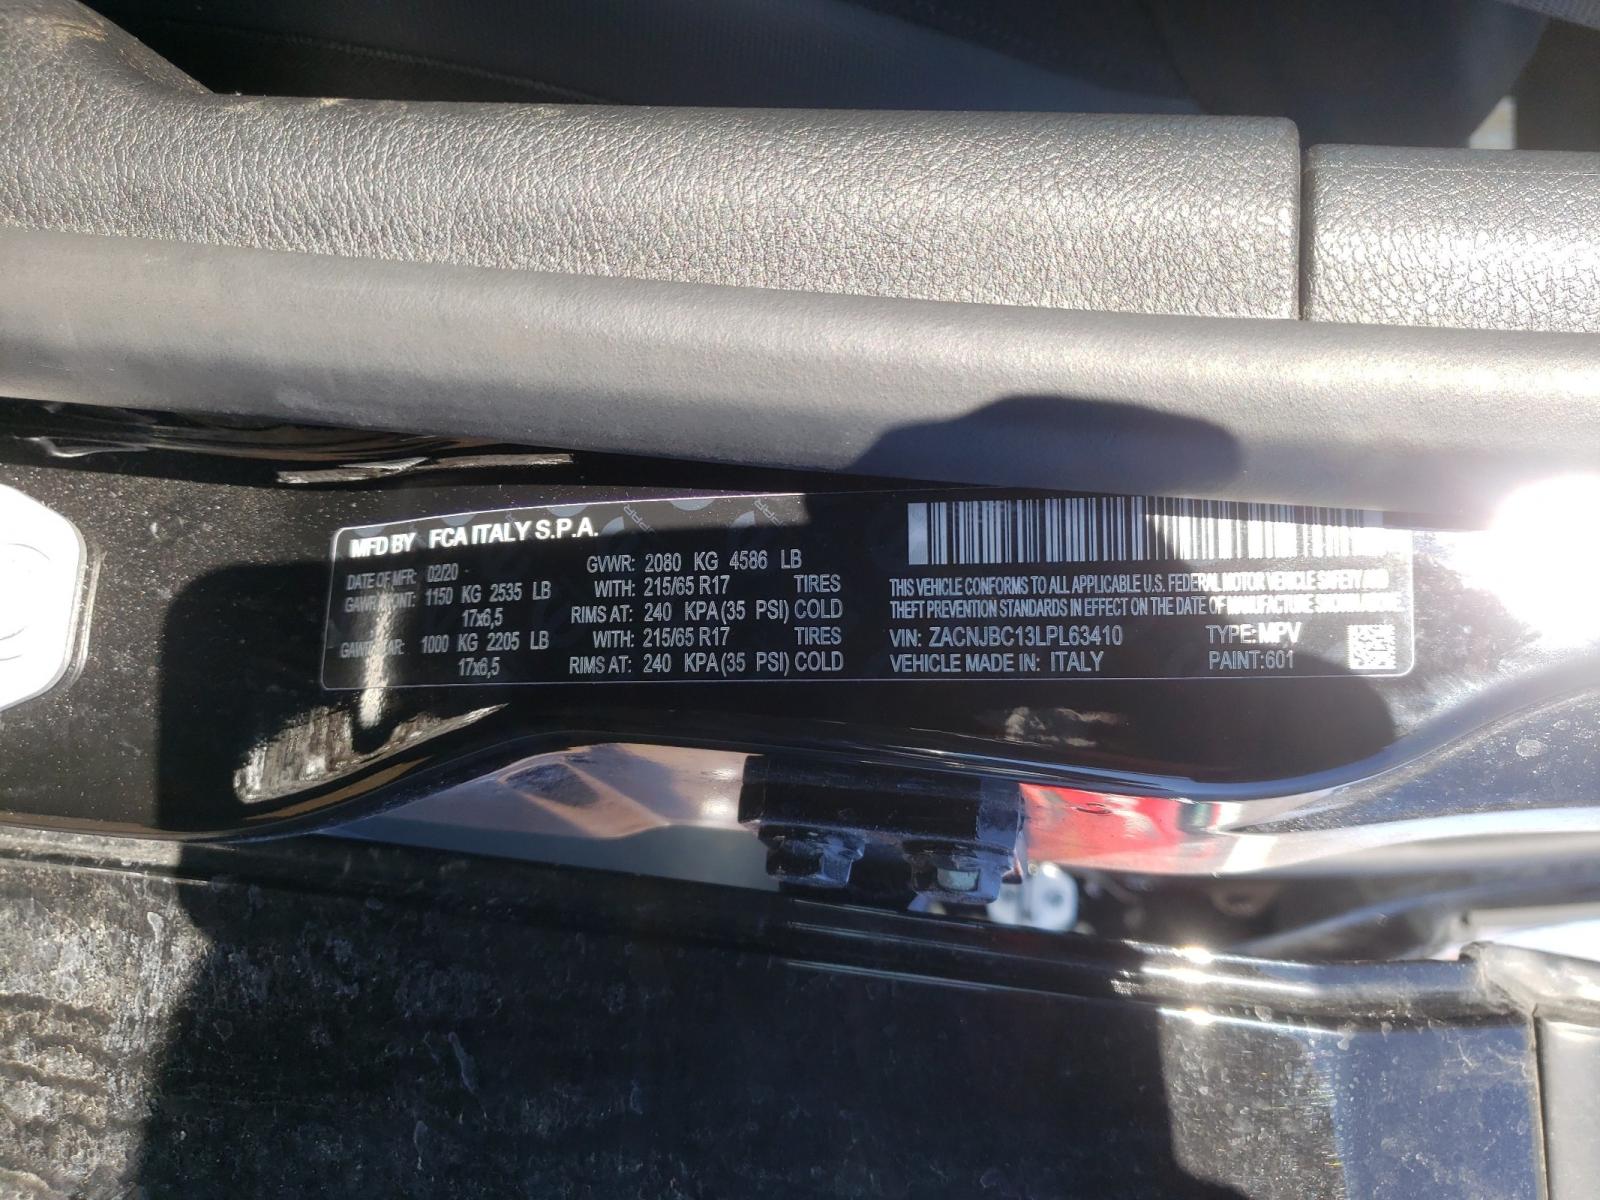 MFD BY FCA ITALY S.P.A.
DATE OF MFR: 02/20
GVWR: 2080 KG 4586 LB
GAWR FRONT: 1150 KG 2535 LB WITH: 215/65 R17 TIRES
17x6,5 RIMS AT: 240 KPA (35 PSI) COLD
1000 KG 2205 LB WITH: 215/65 R17 TIRES
17x6,5 RIMS AT: 240 KPA (35 PSI) COLD
THIS VEHICLE CONFORMS TO ALL APPLICABLE U.S. FEDERAL MOTOR VEHICLE SAFETY AND
THEFT PREVENTION STANDARDS IN EFFECT ON THE DATE OF MANUFACTURE SHOWN ABOVE
VIN: ZACNJBC13LPL63410 TYPE: MPV
VEHICLE MADE IN: ITALY PAINT: 601